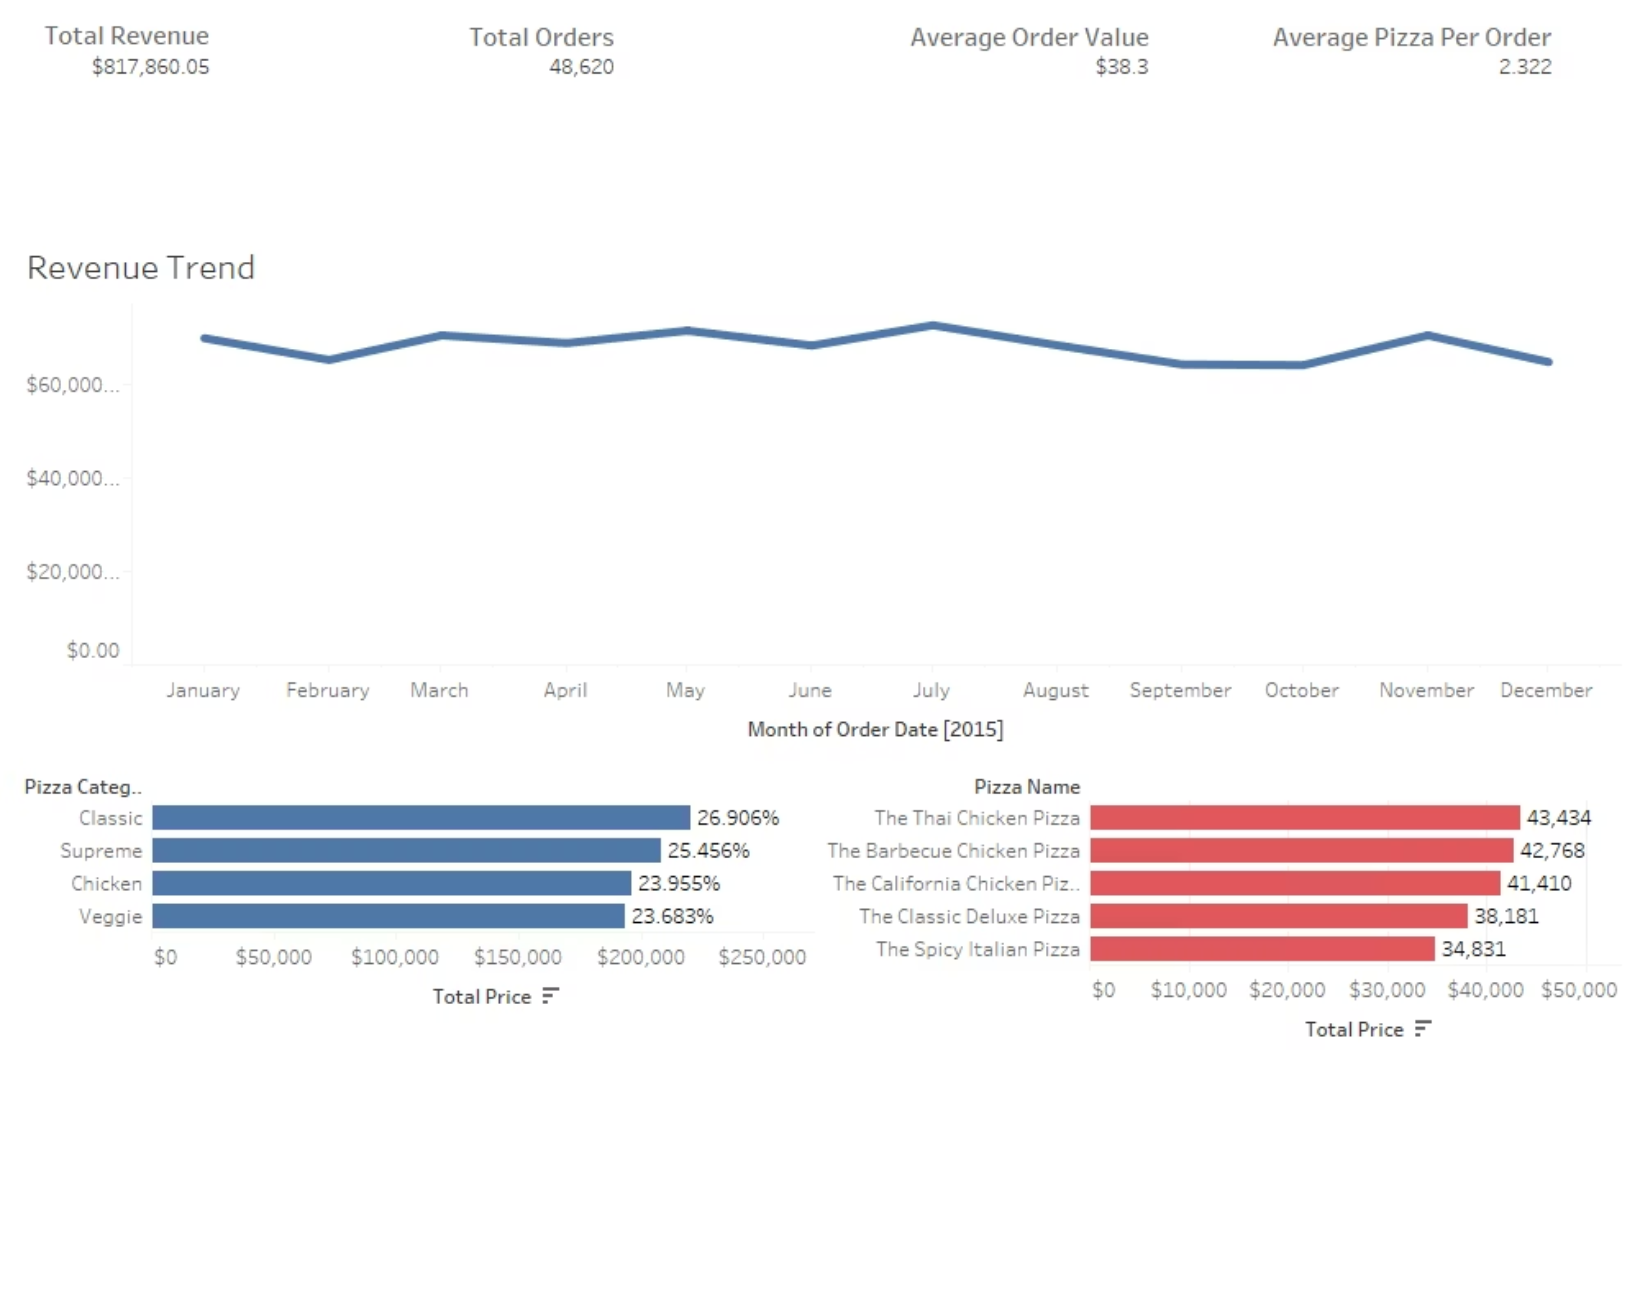 Total Revenue
$817,860.05
Total Orders
48,620
Average Order Value
$38.3
Average Pizza Per Order
2.322
Revenue Trend
$60,000...
$40,000...
$20,000...
$0.00
January February March April May June July August September October November December
Month of Order Date [2015]
Pizza Categ..
Classic 26.906%
Supreme 25.456%
Chicken 23.955%
Veggie 23.683%
$0 $50,000 $100,000 $150,000 $200,000 $250,000
Total Price
Pizza Name
The Thai Chicken Pizza 43,434
The Barbecue Chicken Pizza 42,768
The California Chicken Piz.. 41,410
The Classic Deluxe Pizza 38,181
The Spicy Italian Pizza 34,831
$0 $10,000 $20,000 $30,000 $40,000 $50,000
Total Price